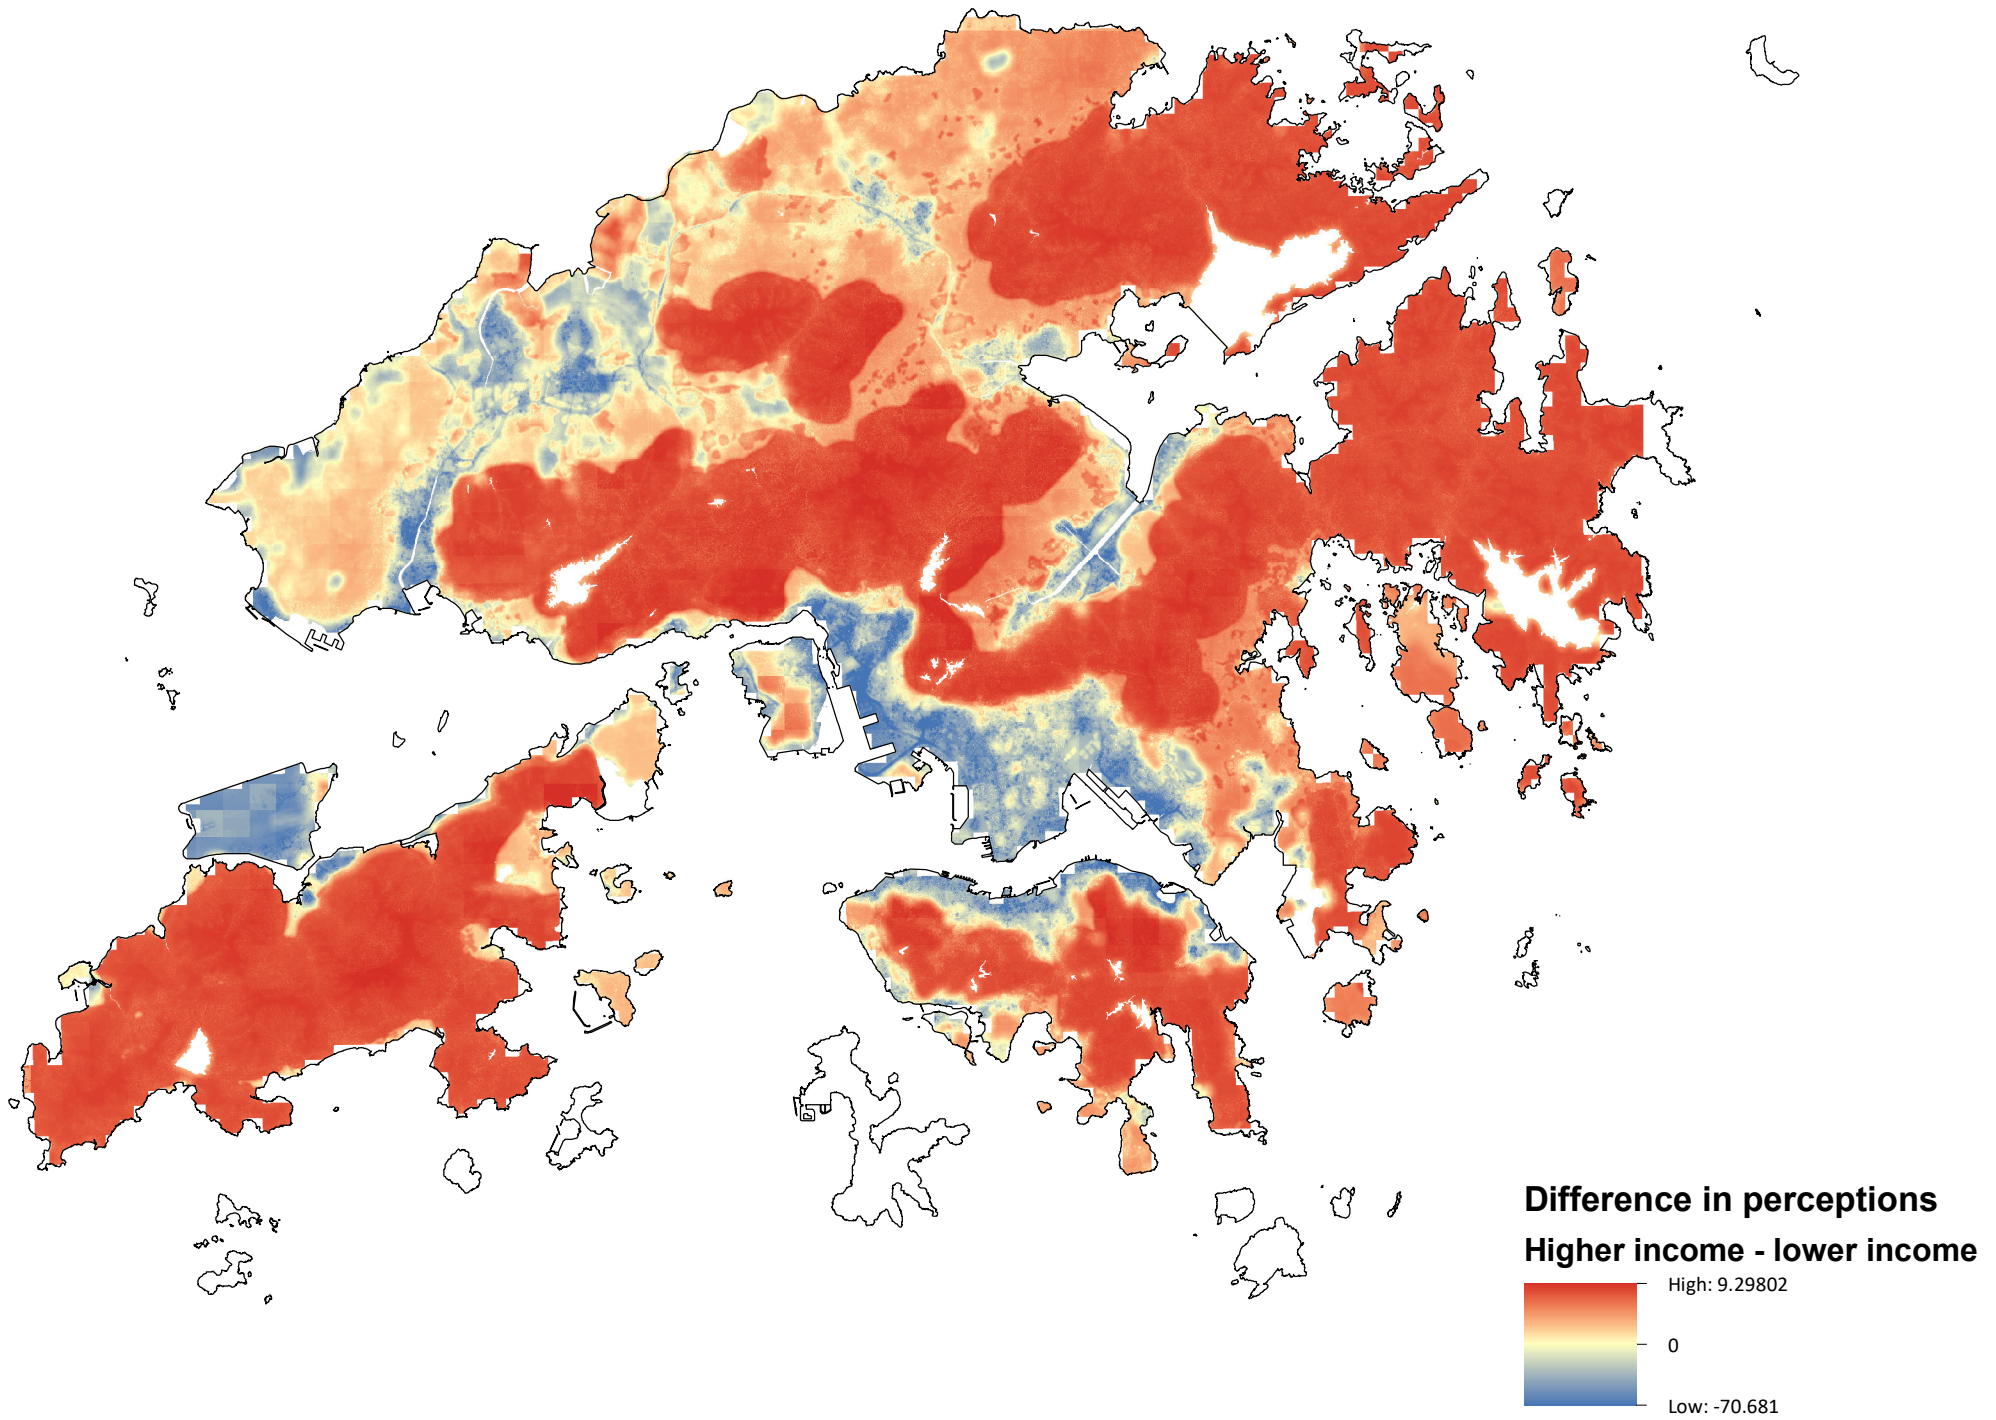 Difference in perceptions
Higher income - lower income
High: 9.29802
0
Low: -70.681